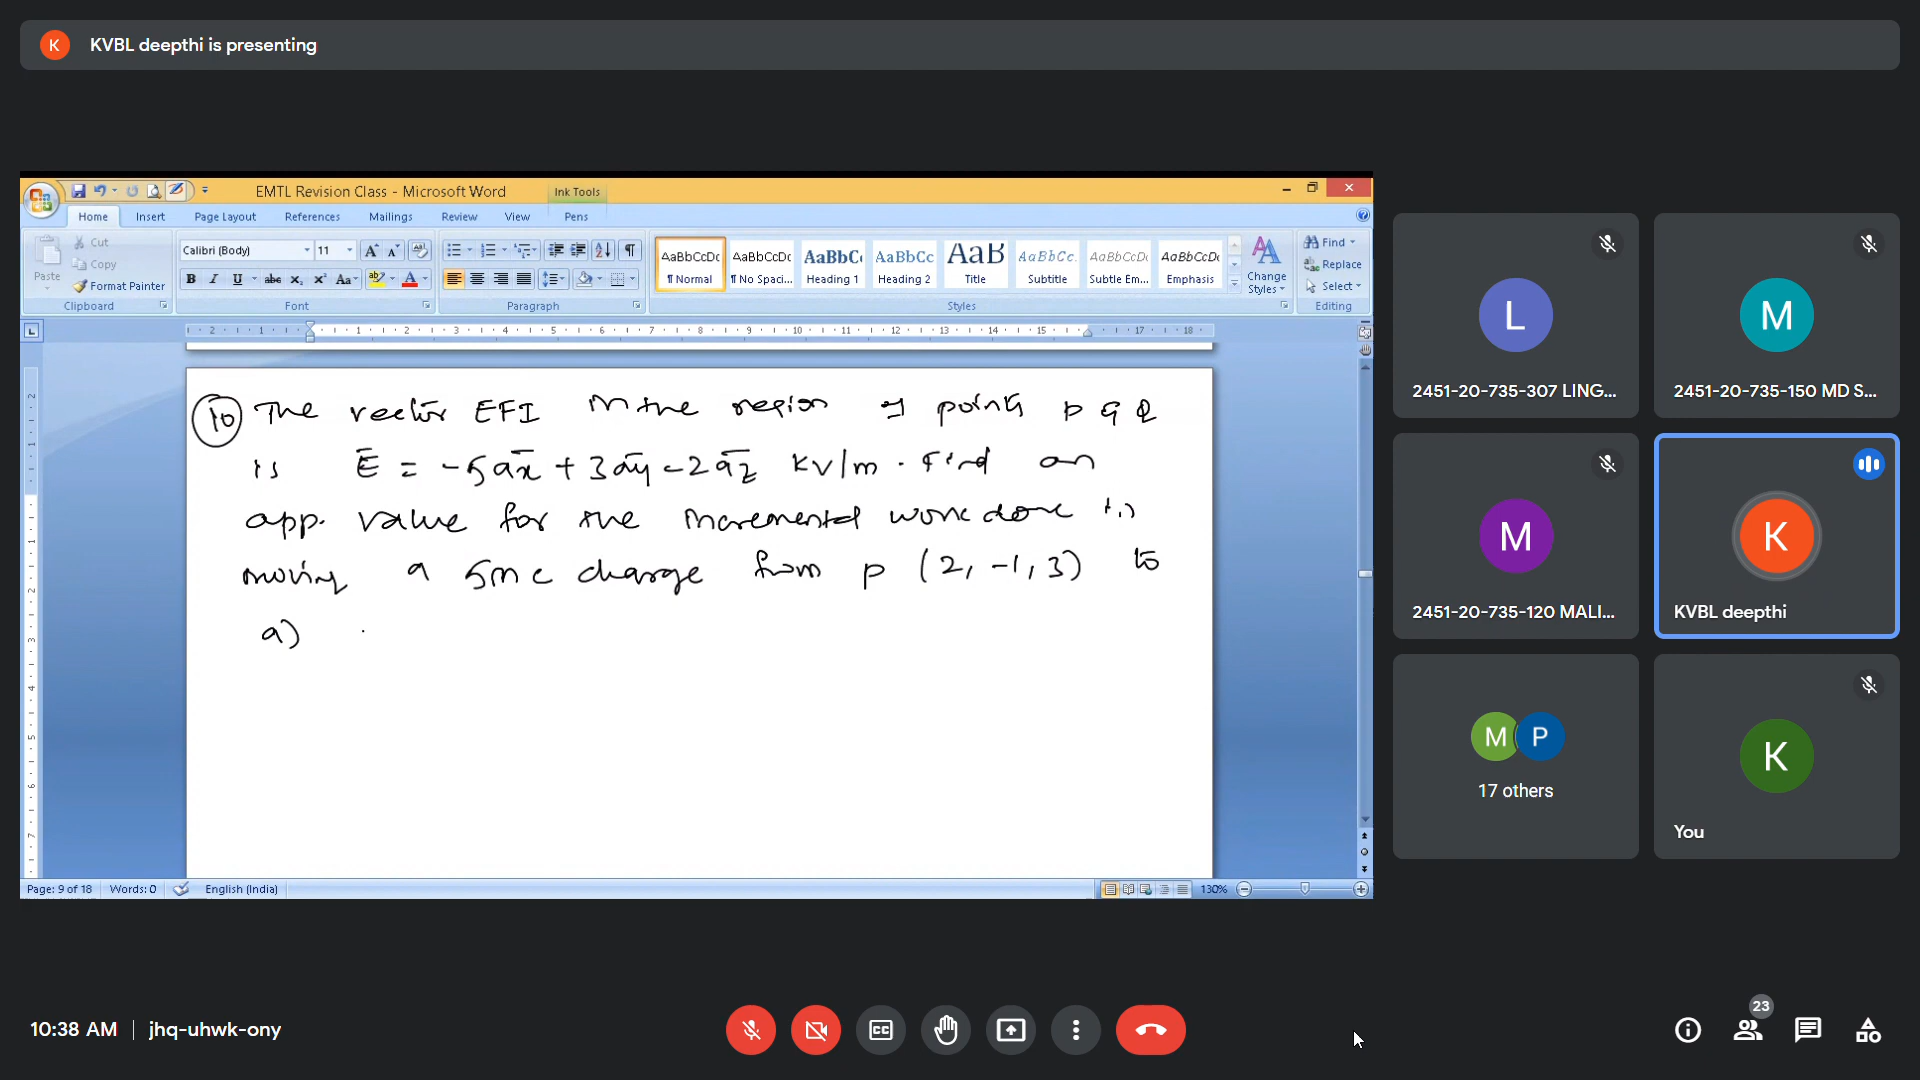 K KVBL deepthi is presenting
EMTL Revision Class - Microsoft Word
Ink Tools
Home Insert Page Layout References Mailings Review View Pens
Paste
Cut
Copy
Format Painter
Clipboard
Calibri (Body) 11
Font
Paragraph
AaBbCcDc AaBbCcDc AaBbC AaBbCc AaB AaBbCc. AaBbCcDc AaBbCcDc
¶ Normal ¶ No Spaci... Heading 1 Heading 2 Title Subtitle Subtle Em... Emphasis
Change Styles
Styles
Find
Replace
Select
Editing
10 The vector EFI in the region of points P & Q
is E̅ = -5a̅x + 3a̅y - 2a̅z KV/m. Find an
app. value for the incremental work done in
moving a 5mc charge from P (2, -1, 3) to
a)
Page: 9 of 18 Words: 0 English (India) 130%
L
2451-20-735-307 LING...
M
2451-20-735-150 MD S...
M
2451-20-735-120 MALI...
K
KVBL deepthi
M P
17 others
K
You
10:38 AM | jhq-uhwk-ony
23